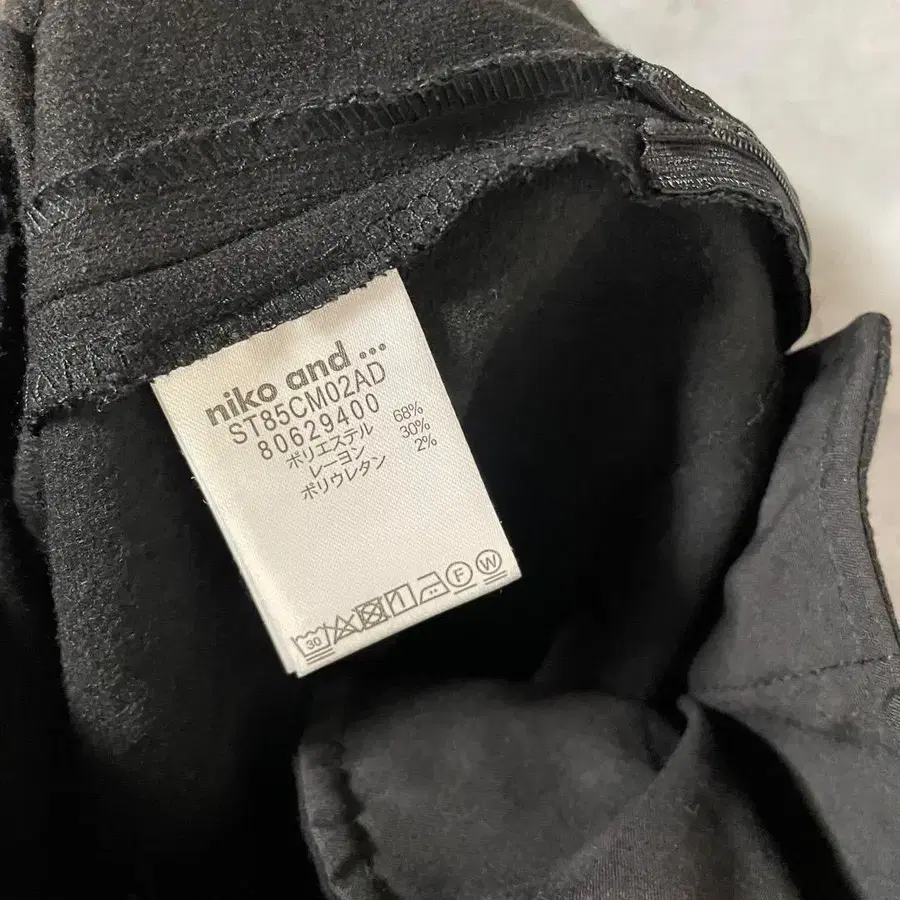 niko and ...
ST85CM02AD
80629400
ポリエステル 68%
レーヨン 30%
ポリウレタン 2%
30 F W